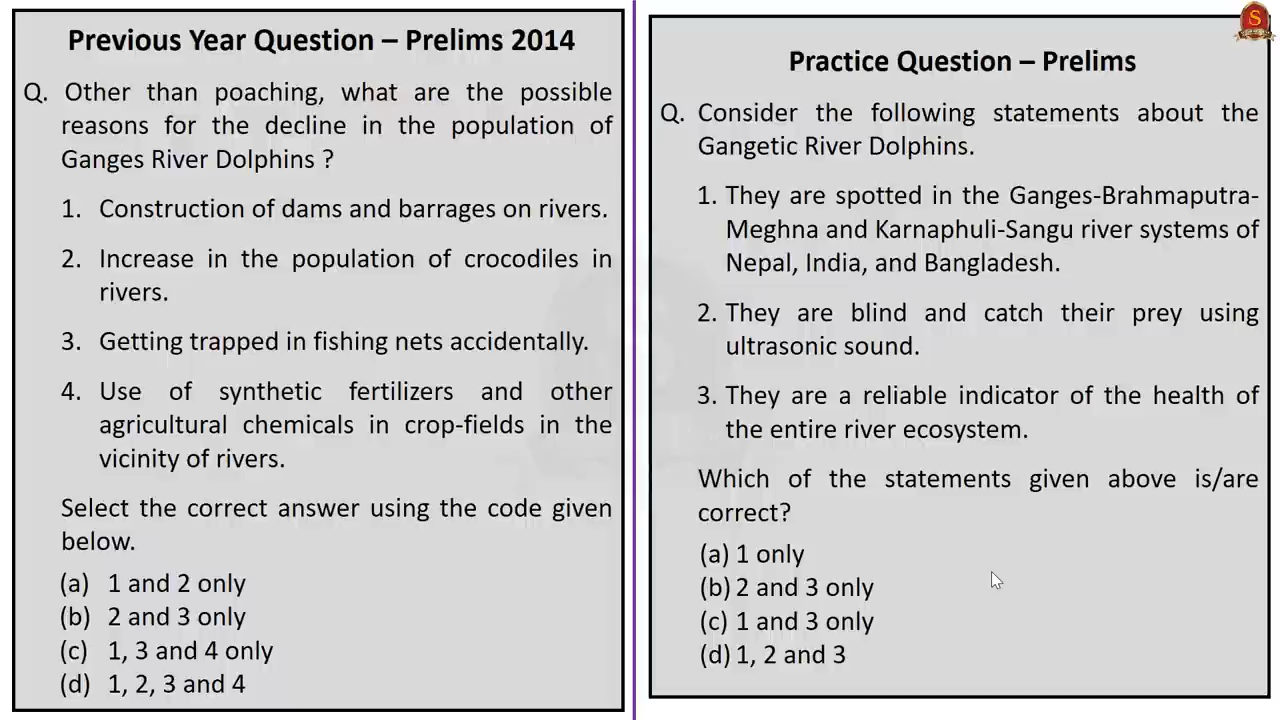 Previous Year Question – Prelims 2014
Q. Other than poaching, what are the possible
reasons for the decline in the population of
Ganges River Dolphins ?
1. Construction of dams and barrages on rivers.
2. Increase in the population of crocodiles in
rivers.
3. Getting trapped in fishing nets accidentally.
4. Use of synthetic fertilizers and other
agricultural chemicals in crop-fields in the
vicinity of rivers.
Select the correct answer using the code given
below.
(a) 1 and 2 only
(b) 2 and 3 only
(c) 1, 3 and 4 only
(d) 1, 2, 3 and 4
Practice Question – Prelims
Q. Consider the following statements about the
Gangetic River Dolphins.
1. They are spotted in the Ganges-Brahmaputra-
Meghna and Karnaphuli-Sangu river systems of
Nepal, India, and Bangladesh.
2. They are blind and catch their prey using
ultrasonic sound.
3. They are a reliable indicator of the health of
the entire river ecosystem.
Which of the statements given above is/are
correct?
(a) 1 only
(b) 2 and 3 only
(c) 1 and 3 only
(d) 1, 2 and 3
S